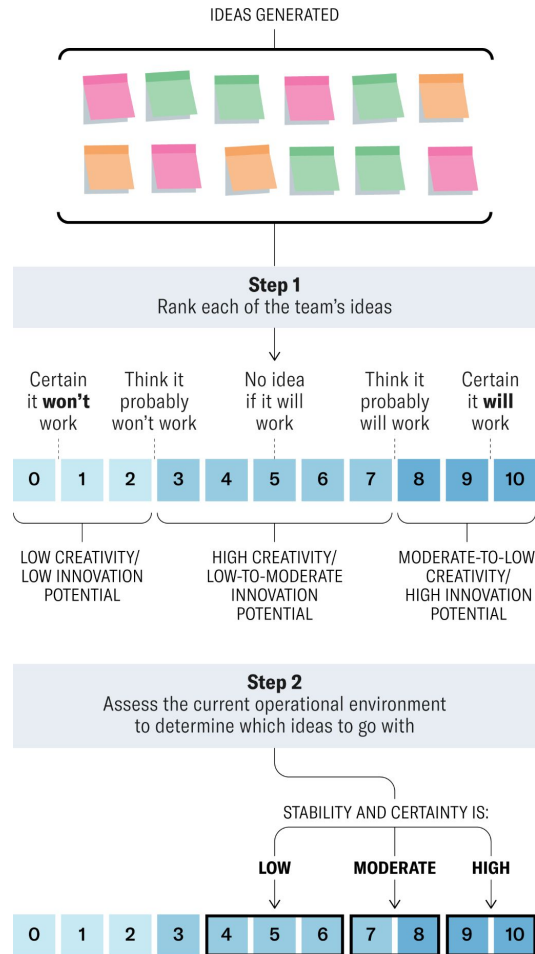 IDEAS GENERATED
Step 1
Rank each of the team's ideas
Certain
it won't
work
Think it
probably
won't work
No idea
if it will
work
Think it
probably
will work
Certain
it will
work
0 1 2 3 4 5 6 7 8 9 10
LOW CREATIVITY/
LOW INNOVATION
POTENTIAL
HIGH CREATIVITY/
LOW-TO-MODERATE
INNOVATION
POTENTIAL
MODERATE-TO-LOW
CREATIVITY/
HIGH INNOVATION
POTENTIAL
Step 2
Assess the current operational environment
to determine which ideas to go with
STABILITY AND CERTAINTY IS:
LOW MODERATE HIGH
0 1 2 3 4 5 6 7 8 9 10